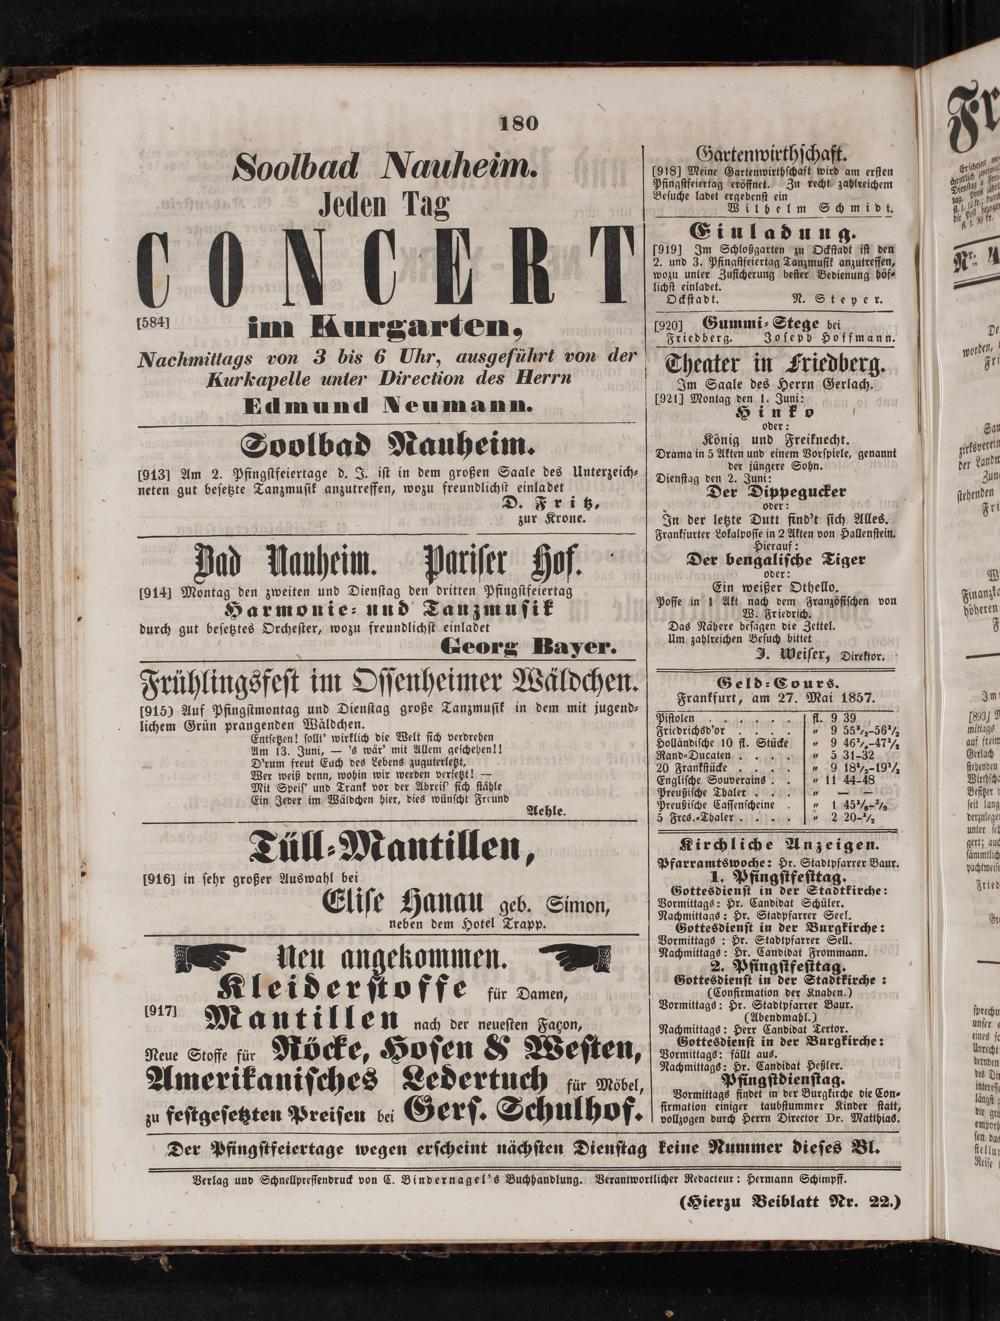 180
Soolbad Nauheim.
Jeden Tag
CONCERT
[584]
im Kurgarten,
Nachmittags von 3 bis 6 Uhr, ausgeführt von der
Kurkapelle unter Direction des Herrn
Edmund Neumann.
Soolbad Nauheim.
[913] Am 2. Pfingstfeiertage d. J. ist in dem großen Saale des Unterzeich-
neten gut besetzte Tanzmusik anzutreffen, wozu freundlichst einladet
D. Fritz,
zur Krone.
Bad Nauheim. Pariser Hof.
[914] Montag den zweiten und Dienstag den dritten Pfingstfeiertag
Harmonie- und Tanzmusik
durch gut besetztes Orchester, wozu freundlichst einladet
Georg Bayer.
Frühlingsfest im Ossenheimer Wäldchen.
[915) Auf Pfingstmontag und Dienstag große Tanzmusik in dem mit jugend-
lichem Grün prangenden Wäldchen.
Entsetzen! sollt' wirklich die Welt sich verdrehen
Am 13. Juni, — 's wär' mit Allem geschehen!!
D'rum freut Euch des Lebens zuguterletzt,
Wer weiß denn, wohin wir werden versetzt! —
Mit Speis' und Trank vor der Abreis' sich stähle
Ein Jeder im Wäldchen hier, dies wünscht Freund
Aehle.
Tüll-Mantillen,
[916] in sehr großer Auswahl bei
Elise Hanau geb. Simon,
neben dem Hotel Trapp.
Neu angekommen.
Kleiderstoffe für Damen,
[917] Mantillen nach der neuesten Façon,
Neue Stoffe für Röcke, Hosen & Westen,
Amerikanisches Ledertuch für Möbel,
zu festgesetzten Preisen bei Gers. Schulhof.
Gartenwirthschaft.
[918] Meine Gartenwirthschaft wird am ersten
Pfingstfeiertag eröffnet. Zu recht zahlreichem
Besuche ladet ergebenst ein
Wilhelm Schmidt.
Einladung.
[919] Im Schloßgarten zu Ockstadt ist den
2. und 3. Pfingstfeiertag Tanzmusik anzutreffen,
wozu unter Zusicherung bester Bedienung höf-
lichst einladet.
Ockstadt. N. Steyer.
[920] Gummi-Stege bei
Friedberg. Joseph Hoffmann.
Theater in Friedberg.
Im Saale des Herrn Gerlach.
[921] Montag den 1. Juni:
Hinko
oder:
König und Freiknecht.
Drama in 5 Akten und einem Vorspiele, genannt
der jüngere Sohn.
Dienstag den 2. Juni:
Der Dippegucker
oder:
In der letzte Dutt find't sich Alles.
Frankfurter Lokalposse in 2 Akten von Hallenstein.
Hierauf:
Der bengalische Tiger
oder:
Ein weißer Othello.
Posse in 1 Akt nach dem Französischen von
W. Friedrich.
Das Nähere besagen die Zettel.
Um zahlreichen Besuch bittet
J. Weiser, Direktor.
Geld-Cours.
Frankfurt, am 27. Mai 1857.
Pistolen . . . . . . fl. 9 39
Friedrichsd'or . . . . „ 9 55½-56½
Holländische 10 fl. Stücke „ 9 46½-47½
Rand-Ducaten . . . . „ 5 31-32
20 Frankstücke . . . . „ 9 18½-19½
Englische Souverains . . „ 11 44-48
Preußische Thaler . . . „ — —
Preußische Cassenscheine . „ 1 45⅛-⅜
5 Frcs.-Thaler . . . . „ 2 20-½
Kirchliche Anzeigen.
Pfarramtswoche: Hr. Stadtpfarrer Baur.
1. Pfingstfesttag.
Gottesdienst in der Stadtkirche:
Vormittags: Hr. Candidat Schüler.
Nachmittags: Hr. Stadpfarrer Seel.
Gottesdienst in der Burgkirche:
Vormittags : Hr. Stadtpfarrer Sell.
Nachmittags: Hr. Candidat Frommann.
2. Pfingstfesttag.
Gottesdienst in der Stadtkirche :
(Confirmation der Knaben.)
Vormittags: Hr. Stadtpfarrer Baur.
(Abendmahl.)
Nachmittags: Herr Candidat Tertor.
Gottesdienst in der Burgkirche:
Vormittags: fällt aus.
Nachmittags: Hr. Candidat Heßler.
Pfingstdienstag.
Vormittags findet in der Burgkirche die Con-
firmation einiger taubstummer Kinder statt,
vollzogen durch Herrn Director Dr. Matthias.
Der Pfingstfeiertage wegen erscheint nächsten Dienstag keine Nummer dieses Bl.
Verlag und Schnellpressendruck von C. Bindernagel's Buchhandlung. Verantwortlicher Redacteur: Hermann Schimpff.
(Hierzu Beiblatt Nr. 22.)